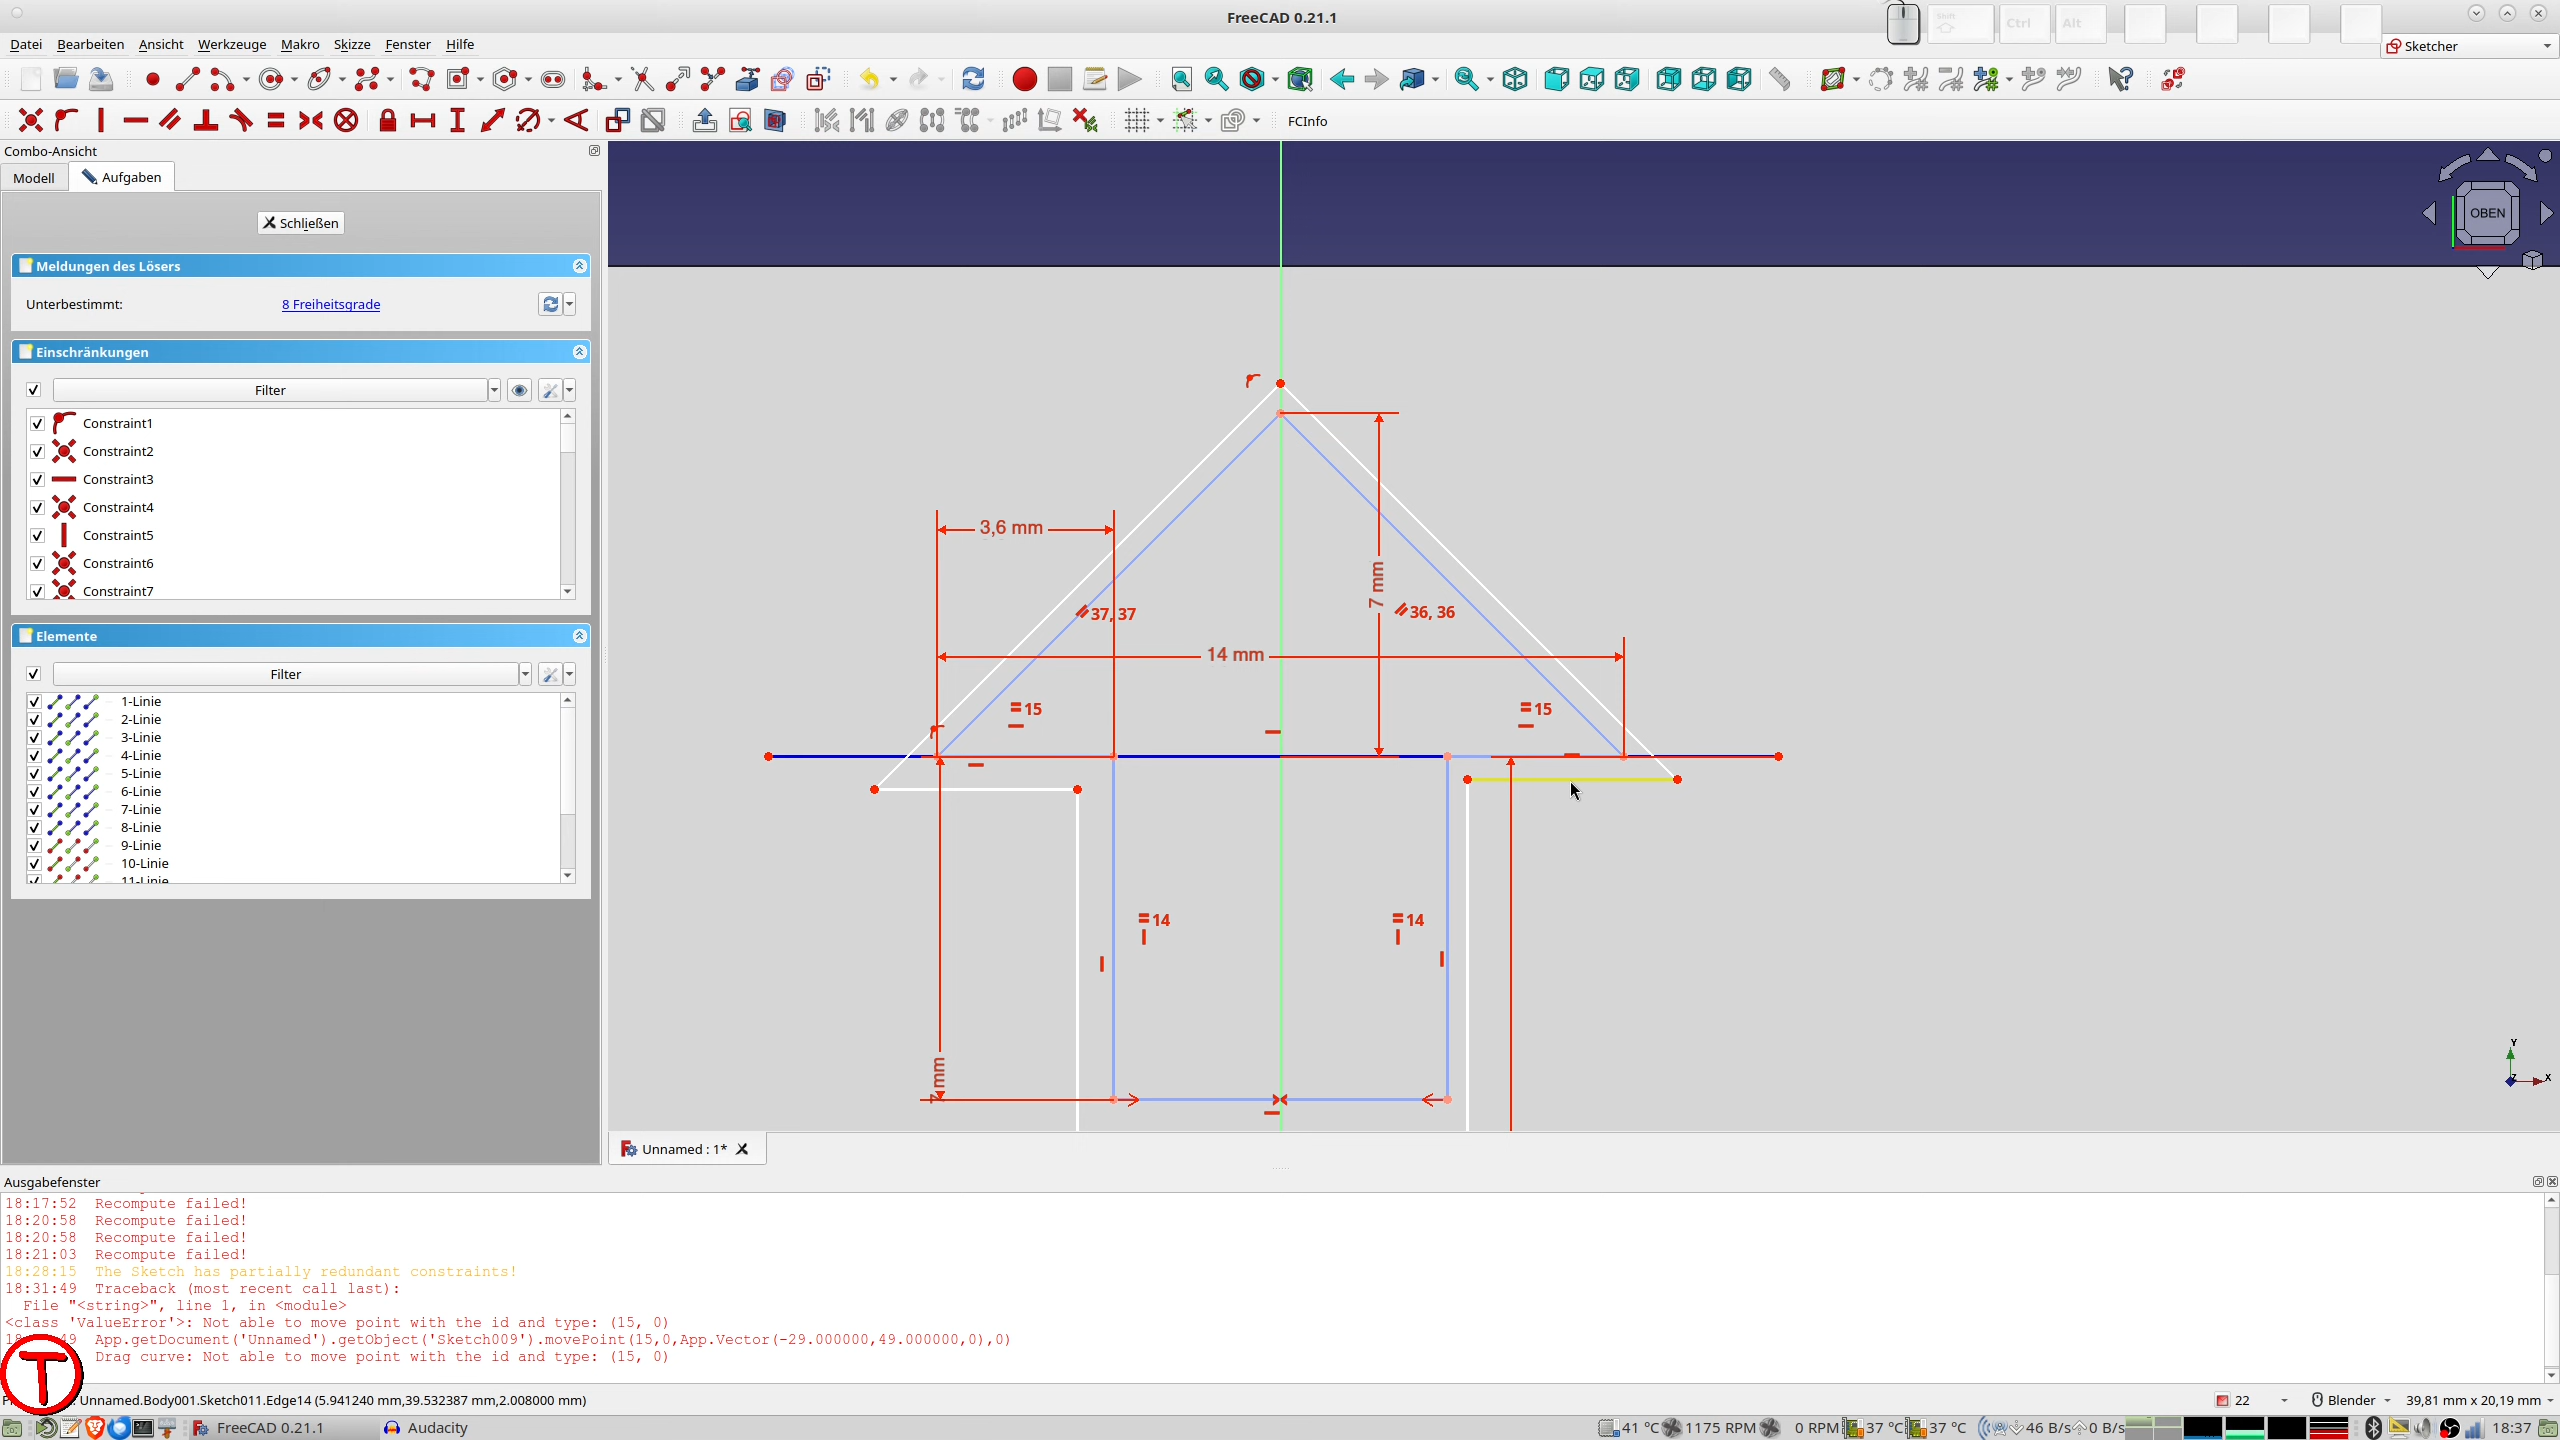 FreeCAD 0.21.1
Shift
Ctrl
Alt
Datei Bearbeiten Ansicht Werkzeuge Makro Skizze Fenster Hilfe
Sketcher
FCInfo
Combo-Ansicht
Modell Aufgaben
Schließen
Meldungen des Lösers
Unterbestimmt: 8 Freiheitsgrade
Einschränkungen
Filter
Constraint1
Constraint2
Constraint3
Constraint4
Constraint5
Constraint6
Constraint7
Elemente
Filter
1-Linie
2-Linie
3-Linie
4-Linie
5-Linie
6-Linie
7-Linie
8-Linie
9-Linie
10-Linie
11-Linie
OBEN
3,6 mm
7 mm
37, 37
36, 36
14 mm
15
15
14
14
7 mm
Y
Z
X
Unnamed : 1*
Ausgabefenster
18:17:52 Recompute failed!
18:20:58 Recompute failed!
18:20:58 Recompute failed!
18:21:03 Recompute failed!
18:28:15 The Sketch has partially redundant constraints!
18:31:49 Traceback (most recent call last):
File "<string>", line 1, in <module>
<class 'ValueError'>: Not able to move point with the id and type: (15, 0)
49 App.getDocument('Unnamed').getObject('Sketch009').movePoint(15,0,App.Vector(-29.000000,49.000000,0),0)
Drag curve: Not able to move point with the id and type: (15, 0)
T
Unnamed.Body001.Sketch011.Edge14 (5.941240 mm,39.532387 mm,2.008000 mm)
22 Blender 39,81 mm x 20,19 mm
FreeCAD 0.21.1 Audacity
41 °C 1175 RPM 0 RPM 37 °C 37 °C 46 B/s 0 B/s 18:37